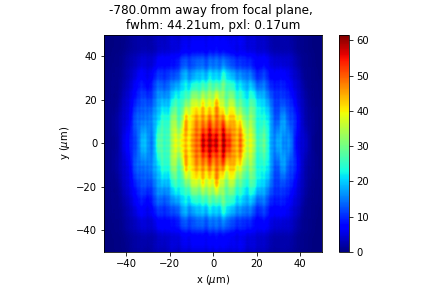 -780.0mm away from focal plane,
fwhm: 44.21um, pxl: 0.17um
60
50
40
30
20
10
0
40
20
0
−20
−40
y (μm)
−40 −20 0 20 40
x (μm)